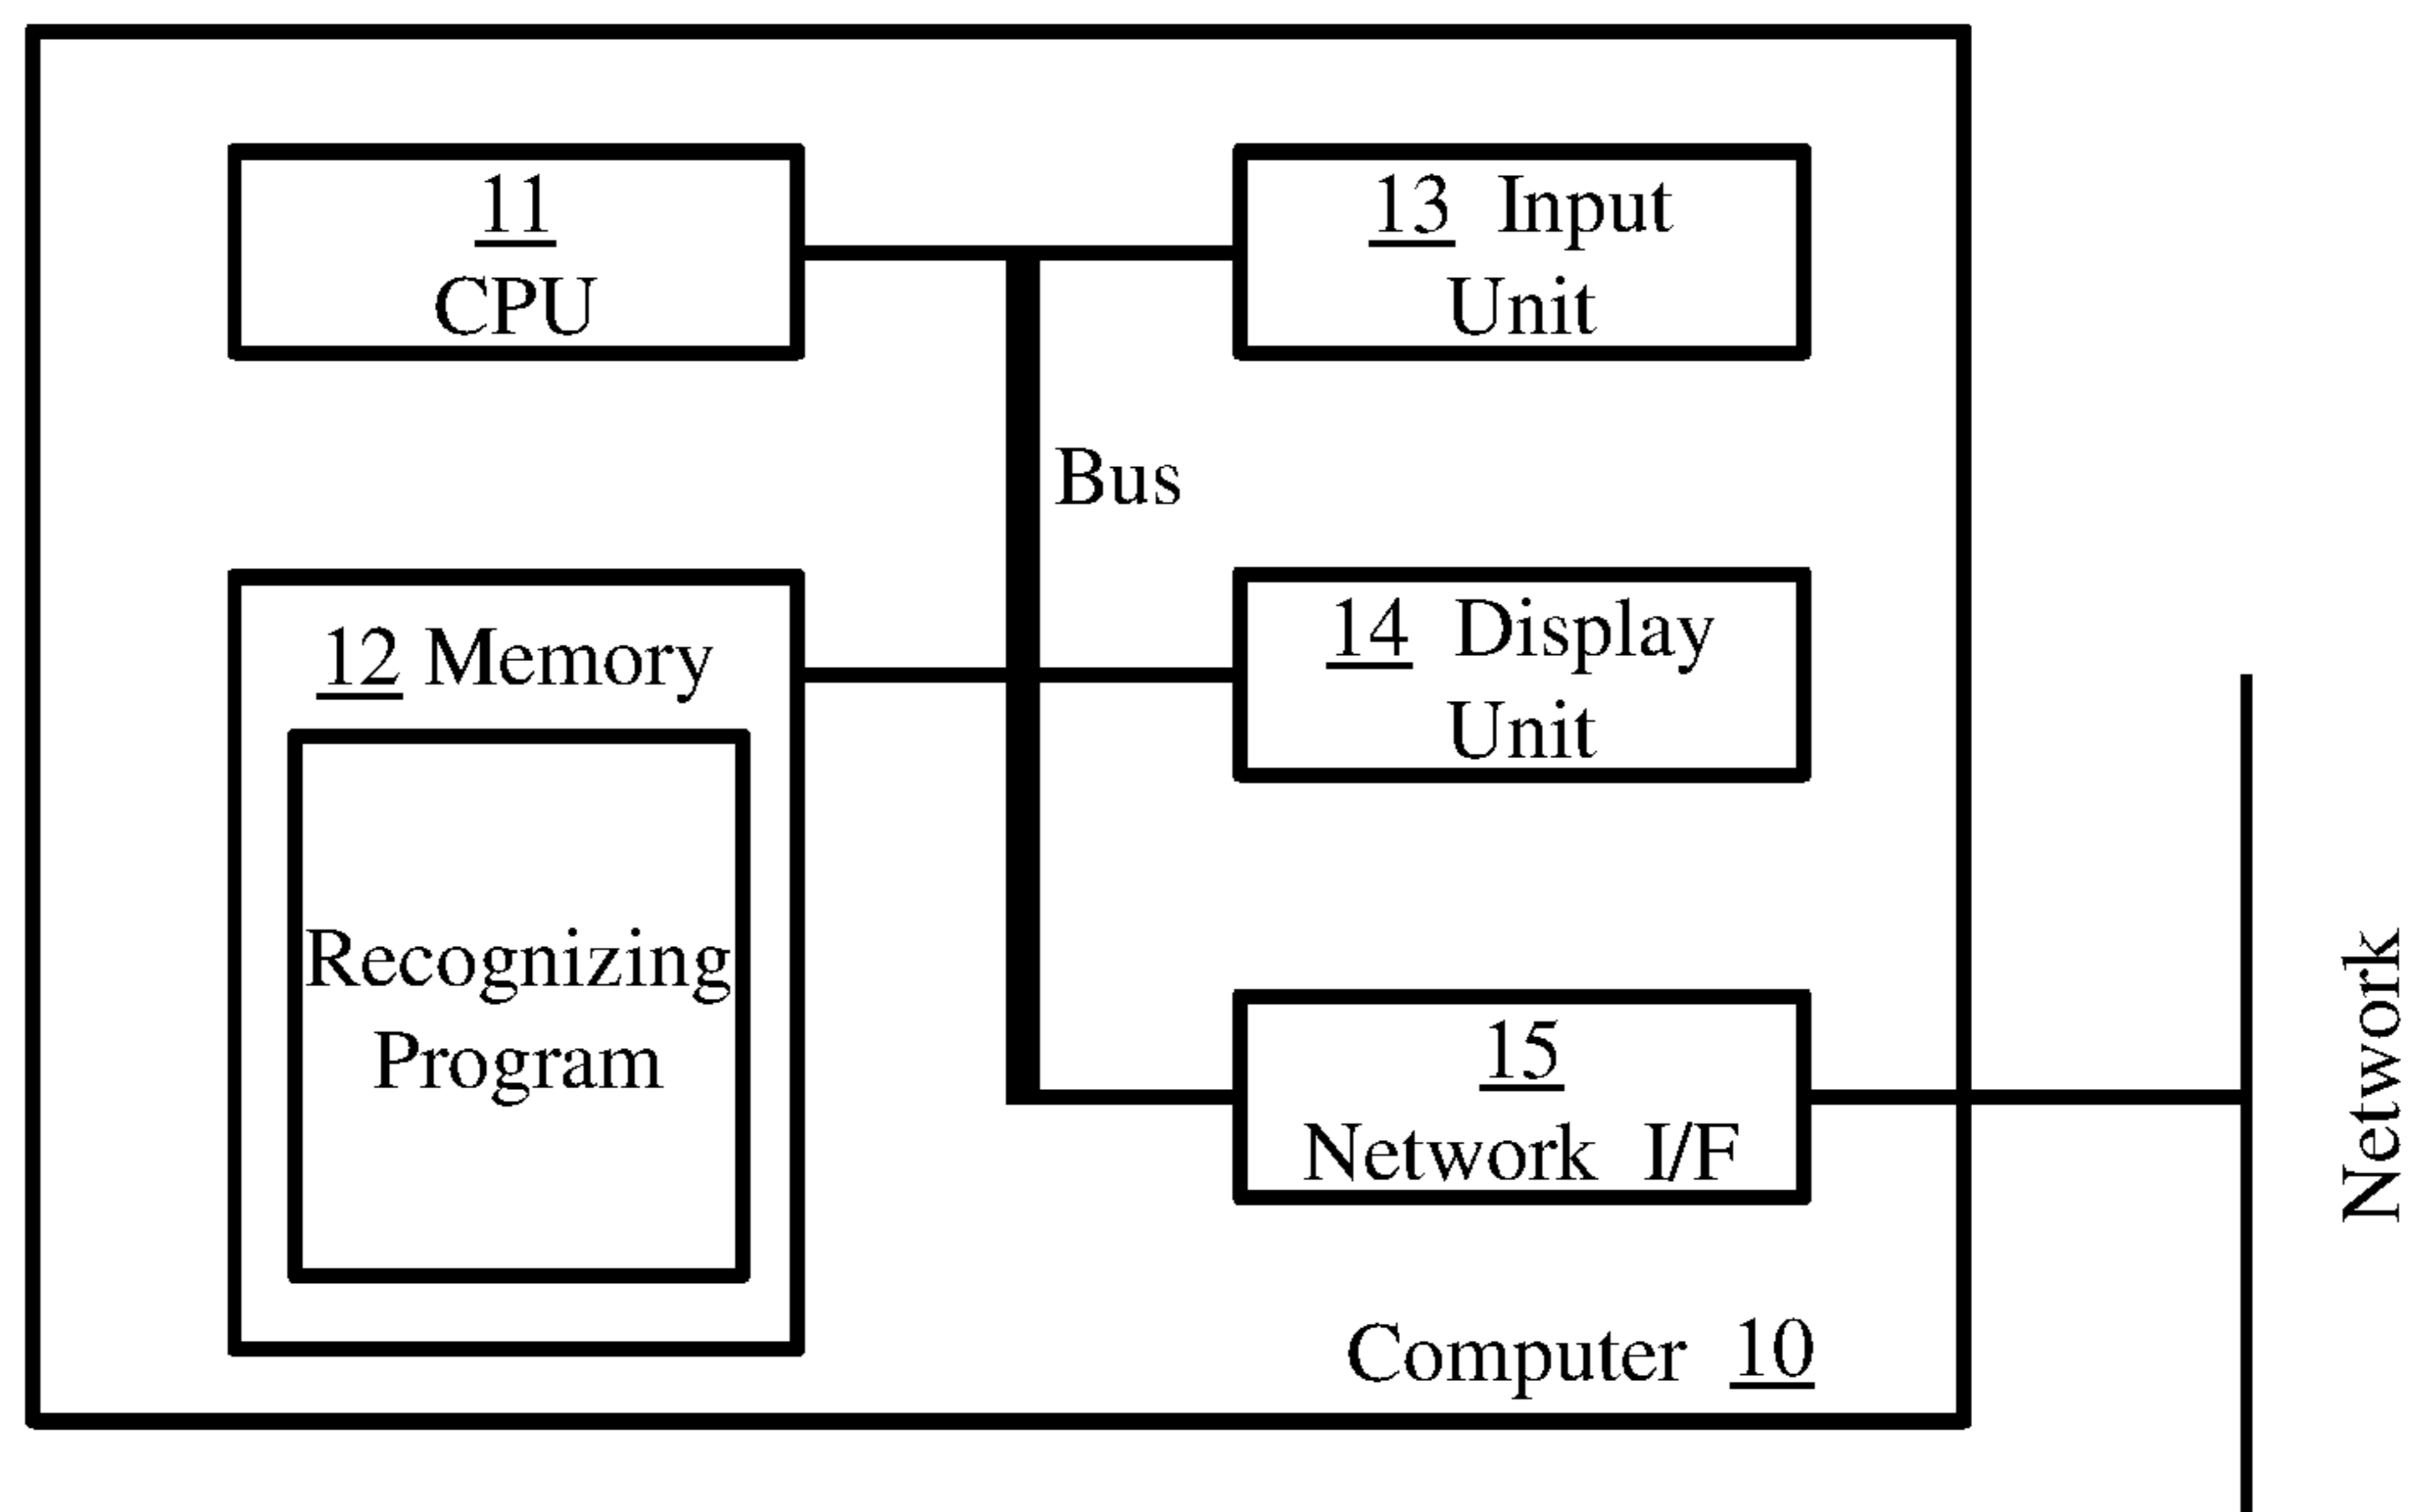 11
CPU
13 Input
Unit
Bus
12 Memory
Recognizing
Program
14 Display
Unit
15
Network I/F
Computer 10
Network